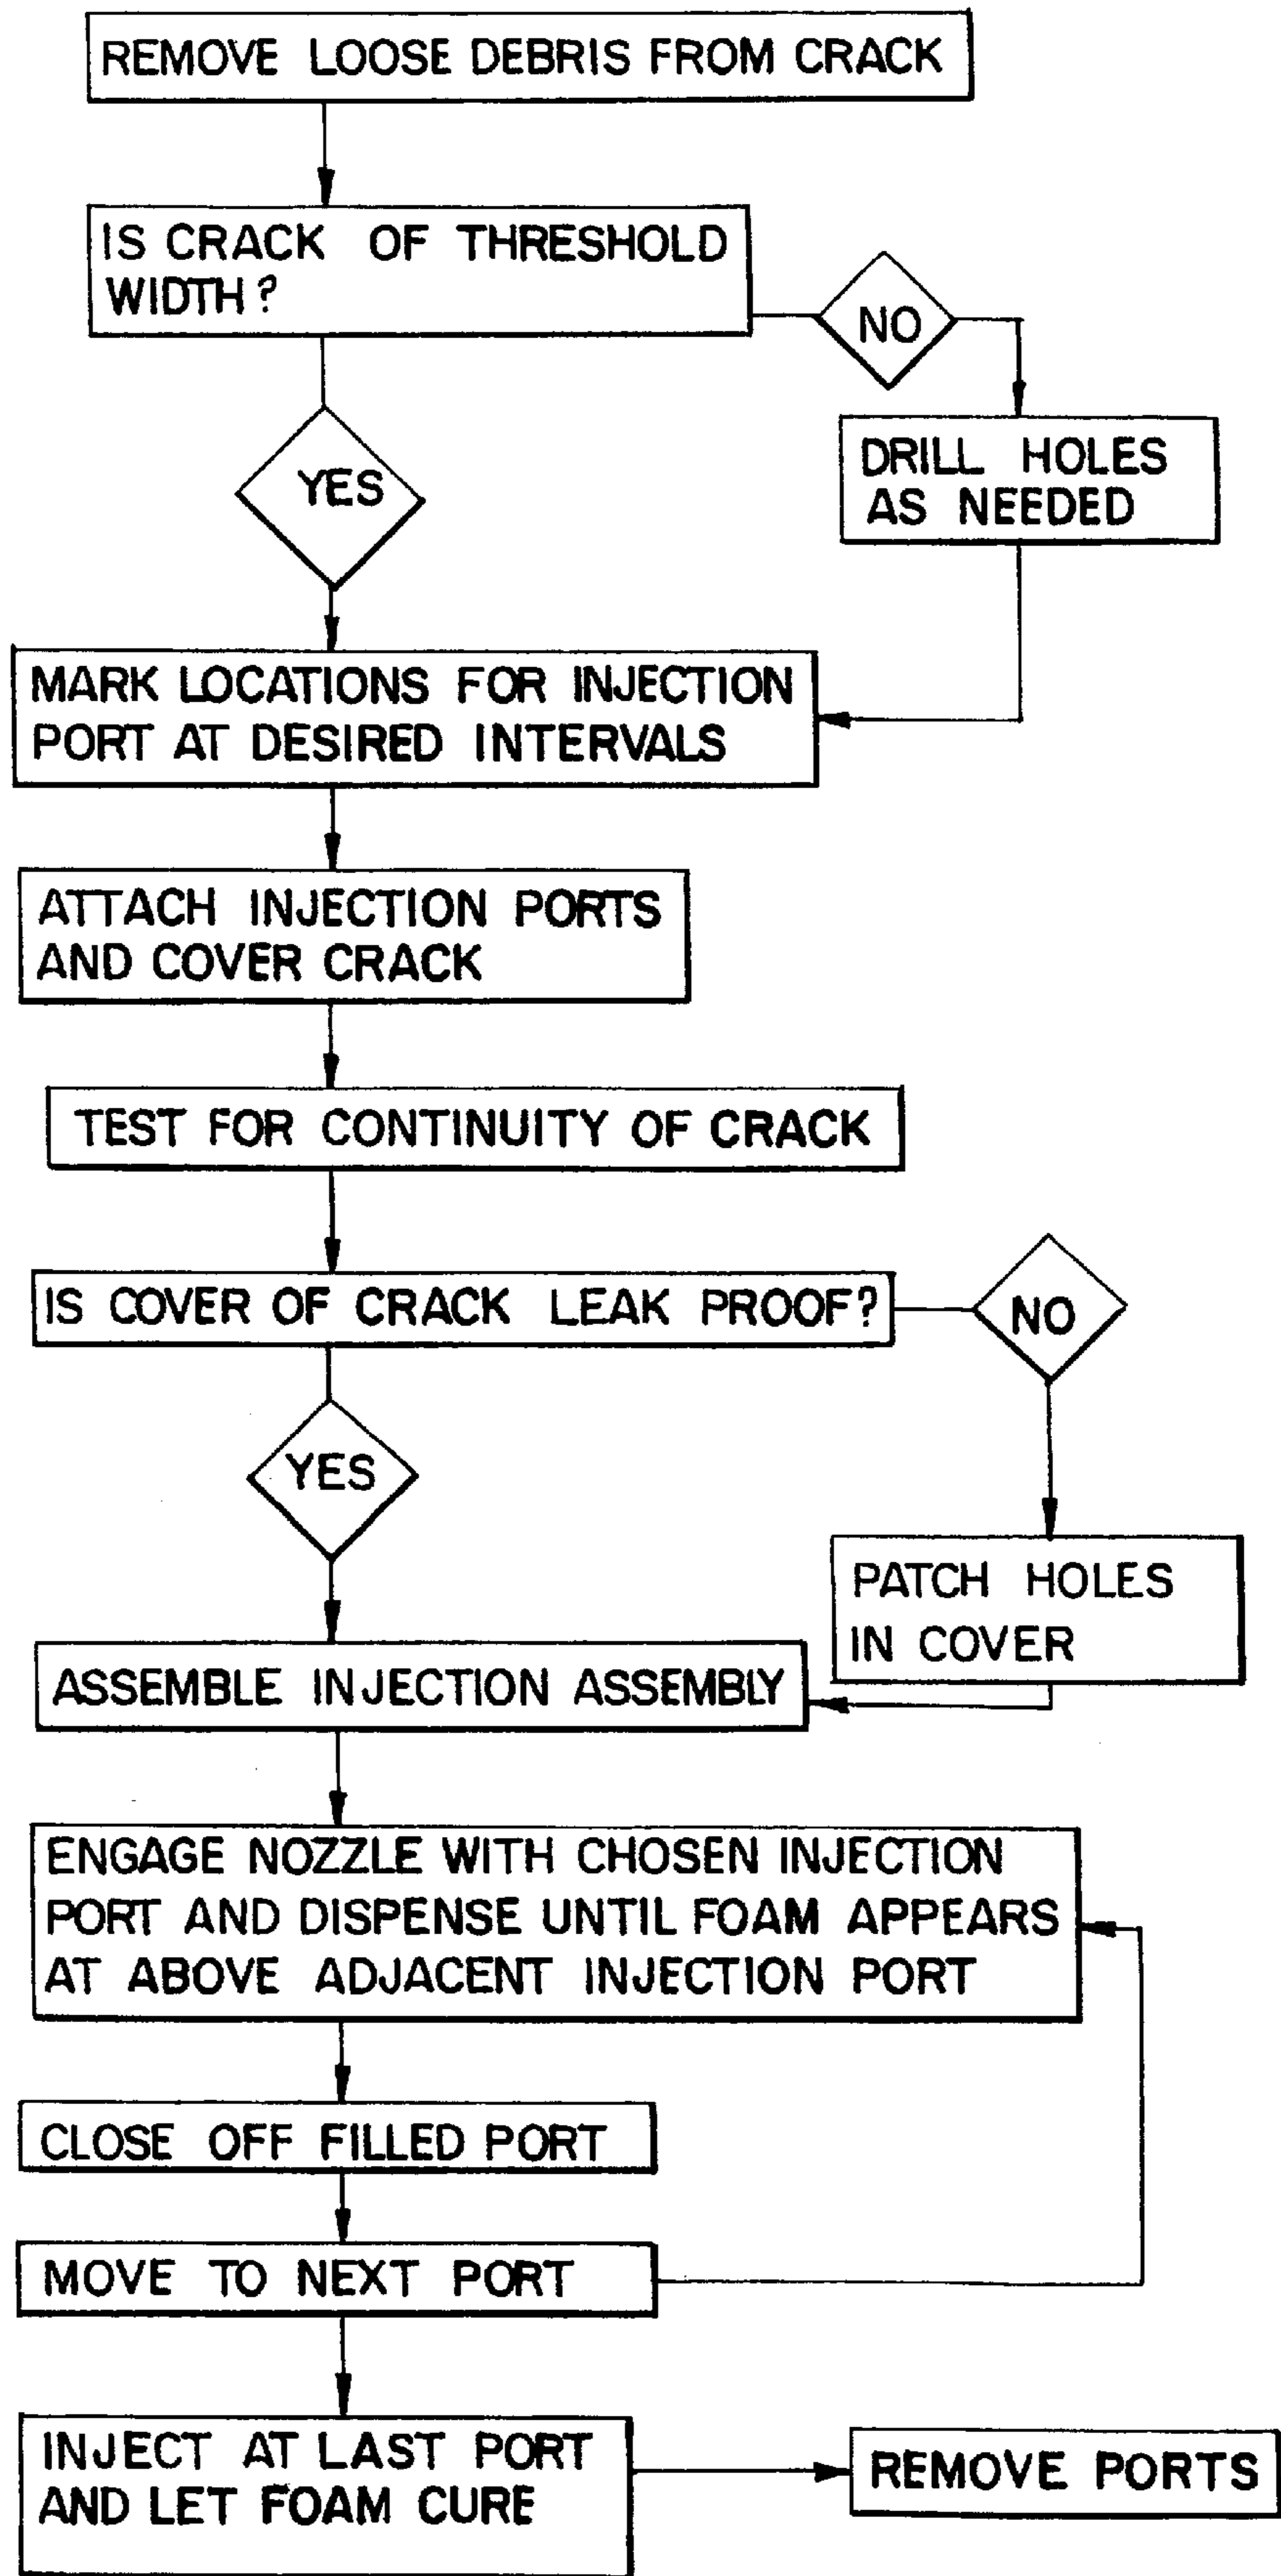 REMOVE LOOSE DEBRIS FROM CRACK
IS CRACK OF THRESHOLD
WIDTH?
NO
YES
DRILL HOLES
AS NEEDED
MARK LOCATIONS FOR INJECTION
PORT AT DESIRED INTERVALS
ATTACH INJECTION PORTS
AND COVER CRACK
TEST FOR CONTINUITY OF CRACK
IS COVER OF CRACK LEAK PROOF?
NO
YES
PATCH HOLES
IN COVER
ASSEMBLE INJECTION ASSEMBLY
ENGAGE NOZZLE WITH CHOSEN INJECTION
PORT AND DISPENSE UNTIL FOAM APPEARS
AT ABOVE ADJACENT INJECTION PORT
CLOSE OFF FILLED PORT
MOVE TO NEXT PORT
INJECT AT LAST PORT
AND LET FOAM CURE
REMOVE PORTS